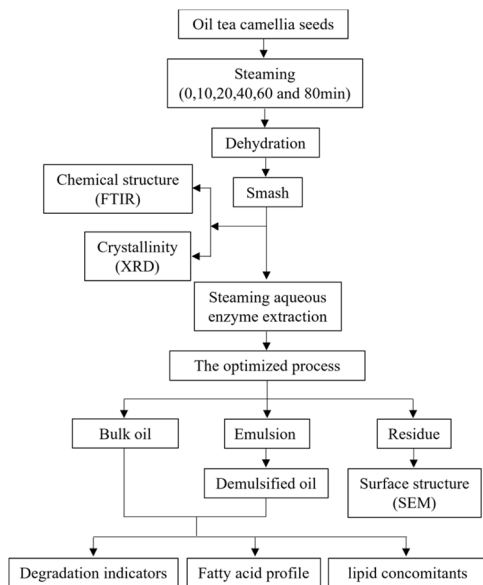 Oil tea camellia seeds
Steaming
(0,10,20,40,60 and 80min)
Dehydration
Chemical structure
(FTIR)
Smash
Crystallinity
(XRD)
Steaming aqueous
enzyme extraction
The optimized process
Bulk oil
Emulsion
Residue
Demulsified oil
Surface structure
(SEM)
Degradation indicators
Fatty acid profile
lipid concomitants